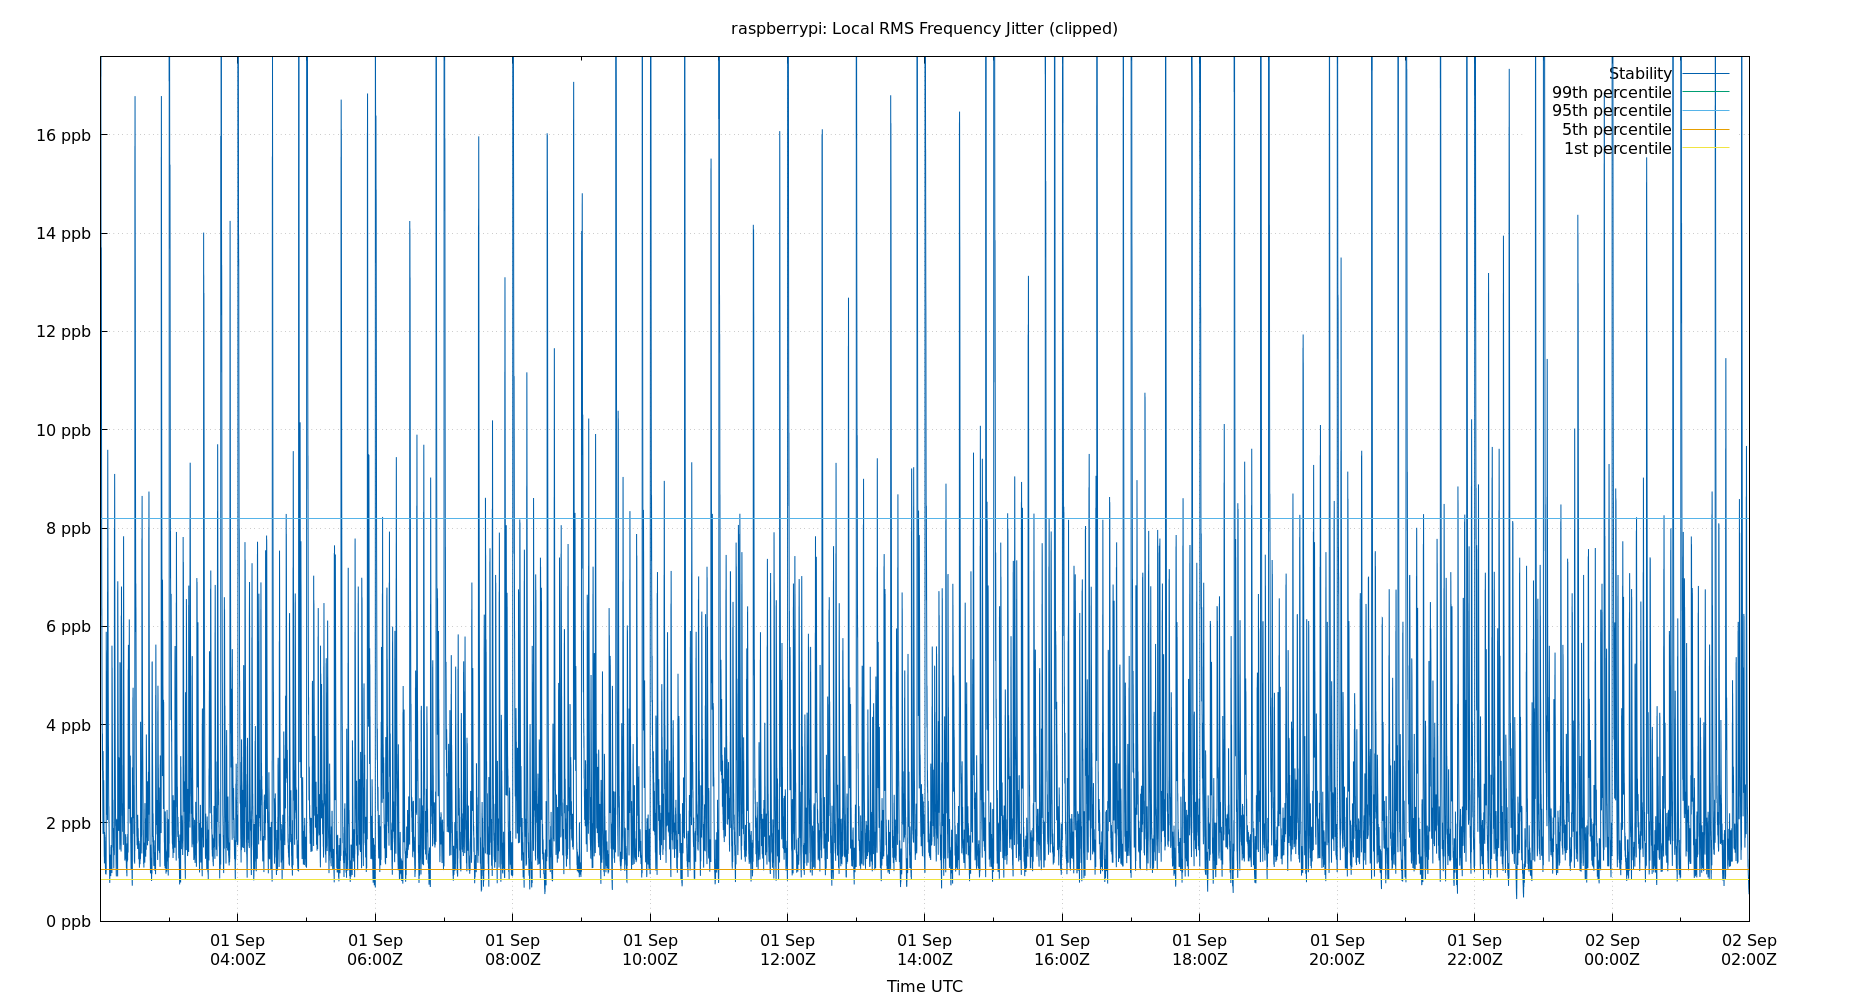 raspberrypi: Local RMS Frequency Jitter (clipped)
Stability
99th percentile
95th percentile
5th percentile
1st percentile
16 ppb
14 ppb
12 ppb
10 ppb
8 ppb
6 ppb
4 ppb
2 ppb
0 ppb
01 Sep 01 Sep 01 Sep 01 Sep 01 Sep 01 Sep 01 Sep 01 Sep 01 Sep 01 Sep 02 Sep 02 Sep
04:00Z 06:00Z 08:00Z 10:00Z 12:00Z 14:00Z 16:00Z 18:00Z 20:00Z 22:00Z 00:00Z 02:00Z
Time UTC